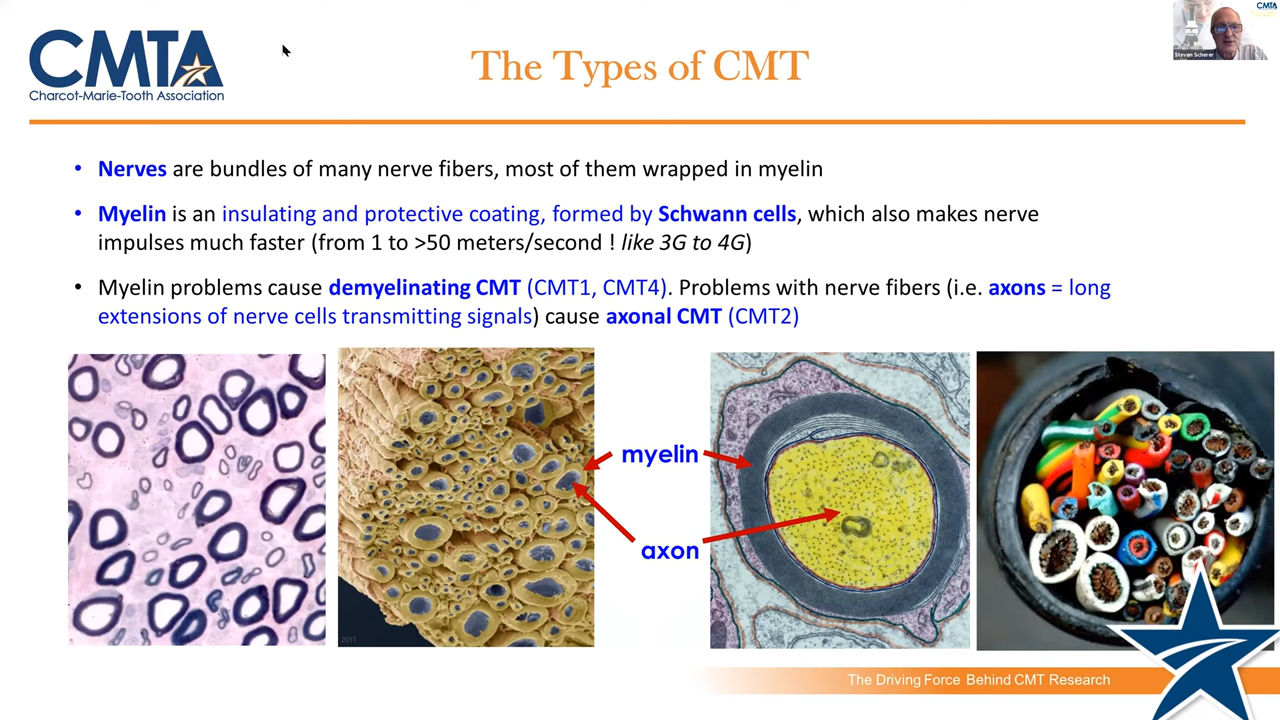 CMTA
Charcot-Marie-Tooth Association
The Types of CMT
CMTA
Steven Scherer
• Nerves are bundles of many nerve fibers, most of them wrapped in myelin
• Myelin is an insulating and protective coating, formed by Schwann cells, which also makes nerve
impulses much faster (from 1 to >50 meters/second ! like 3G to 4G)
• Myelin problems cause demyelinating CMT (CMT1, CMT4). Problems with nerve fibers (i.e. axons = long
extensions of nerve cells transmitting signals) cause axonal CMT (CMT2)
myelin
axon
2011
The Driving Force Behind CMT Research